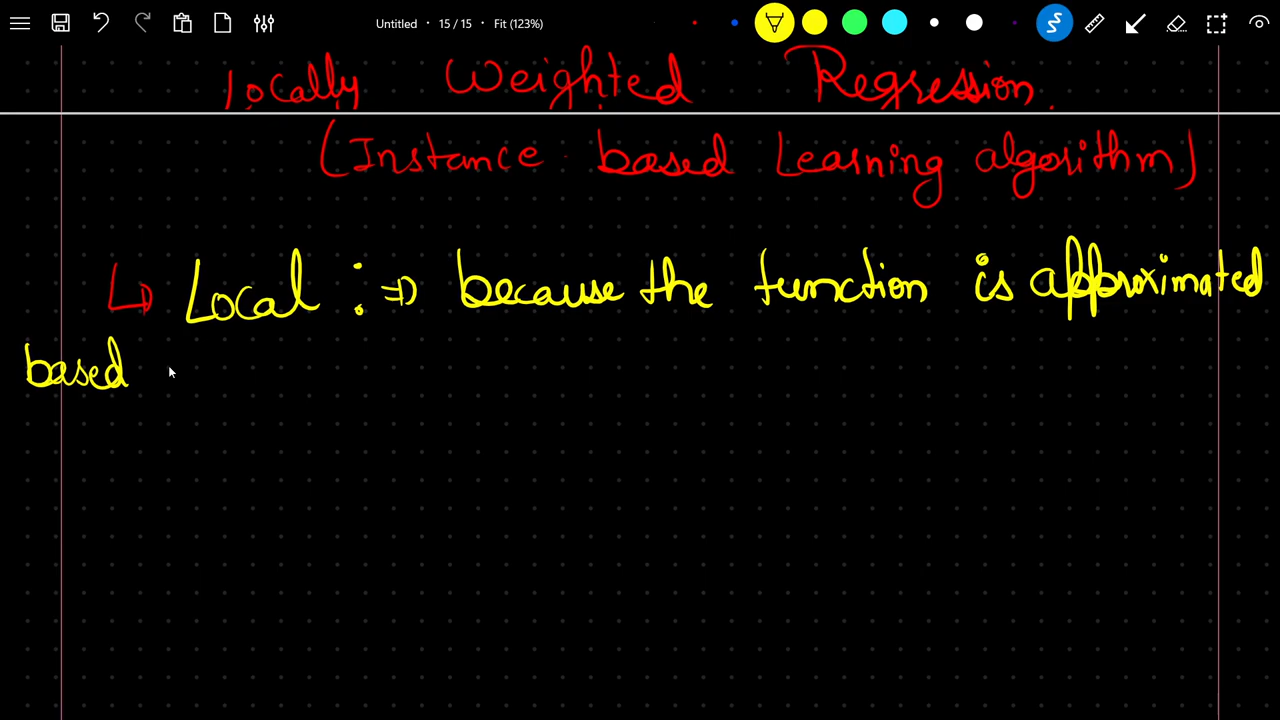 Untitled • 15 / 15 • Fit (123%)
Locally Weighted Regression.
(Instance based Learning algorithm)
Local :⇒ because the function is approximated
based